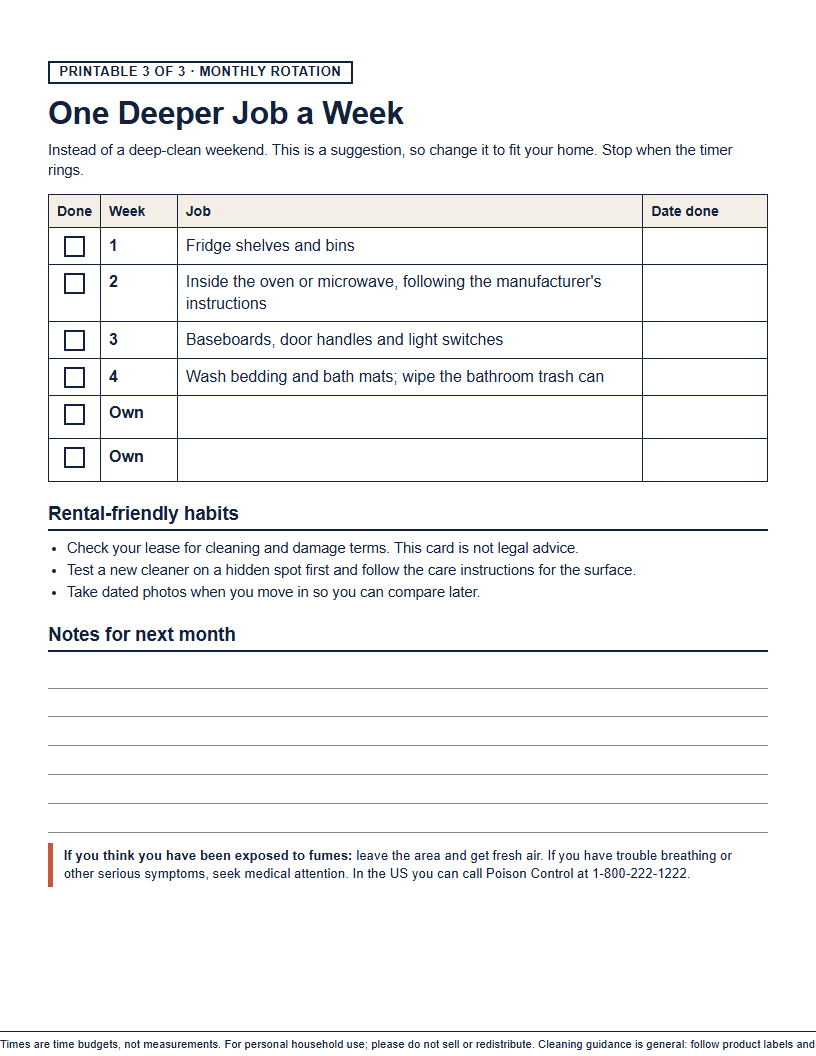 PRINTABLE 3 OF 3 · MONTHLY ROTATION
One Deeper Job a Week
Instead of a deep-clean weekend. This is a suggestion, so change it to fit your home. Stop when the timer
rings.
Done Week Job Date done
1 Fridge shelves and bins
2 Inside the oven or microwave, following the manufacturer's
instructions
3 Baseboards, door handles and light switches
4 Wash bedding and bath mats; wipe the bathroom trash can
Own
Own
Rental-friendly habits
• Check your lease for cleaning and damage terms. This card is not legal advice.
• Test a new cleaner on a hidden spot first and follow the care instructions for the surface.
• Take dated photos when you move in so you can compare later.
Notes for next month
If you think you have been exposed to fumes: leave the area and get fresh air. If you have trouble breathing or
other serious symptoms, seek medical attention. In the US you can call Poison Control at 1-800-222-1222.
Times are time budgets, not measurements. For personal household use; please do not sell or redistribute. Cleaning guidance is general: follow product labels and